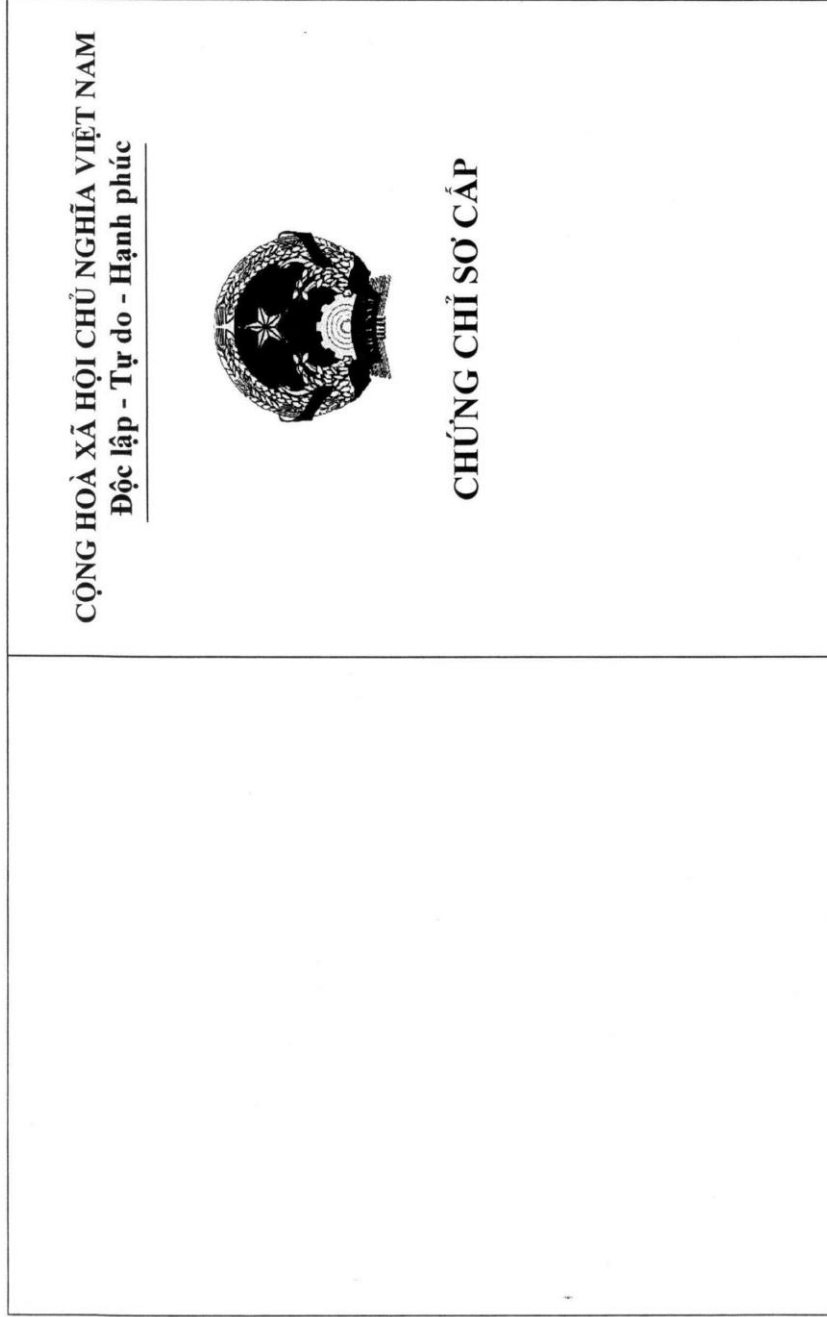 CỘNG HOÀ XÃ HỘI CHỦ NGHĨA VIỆT NAM
Độc lập - Tự do - Hạnh phúc
CHỨNG CHỈ SƠ CẤP